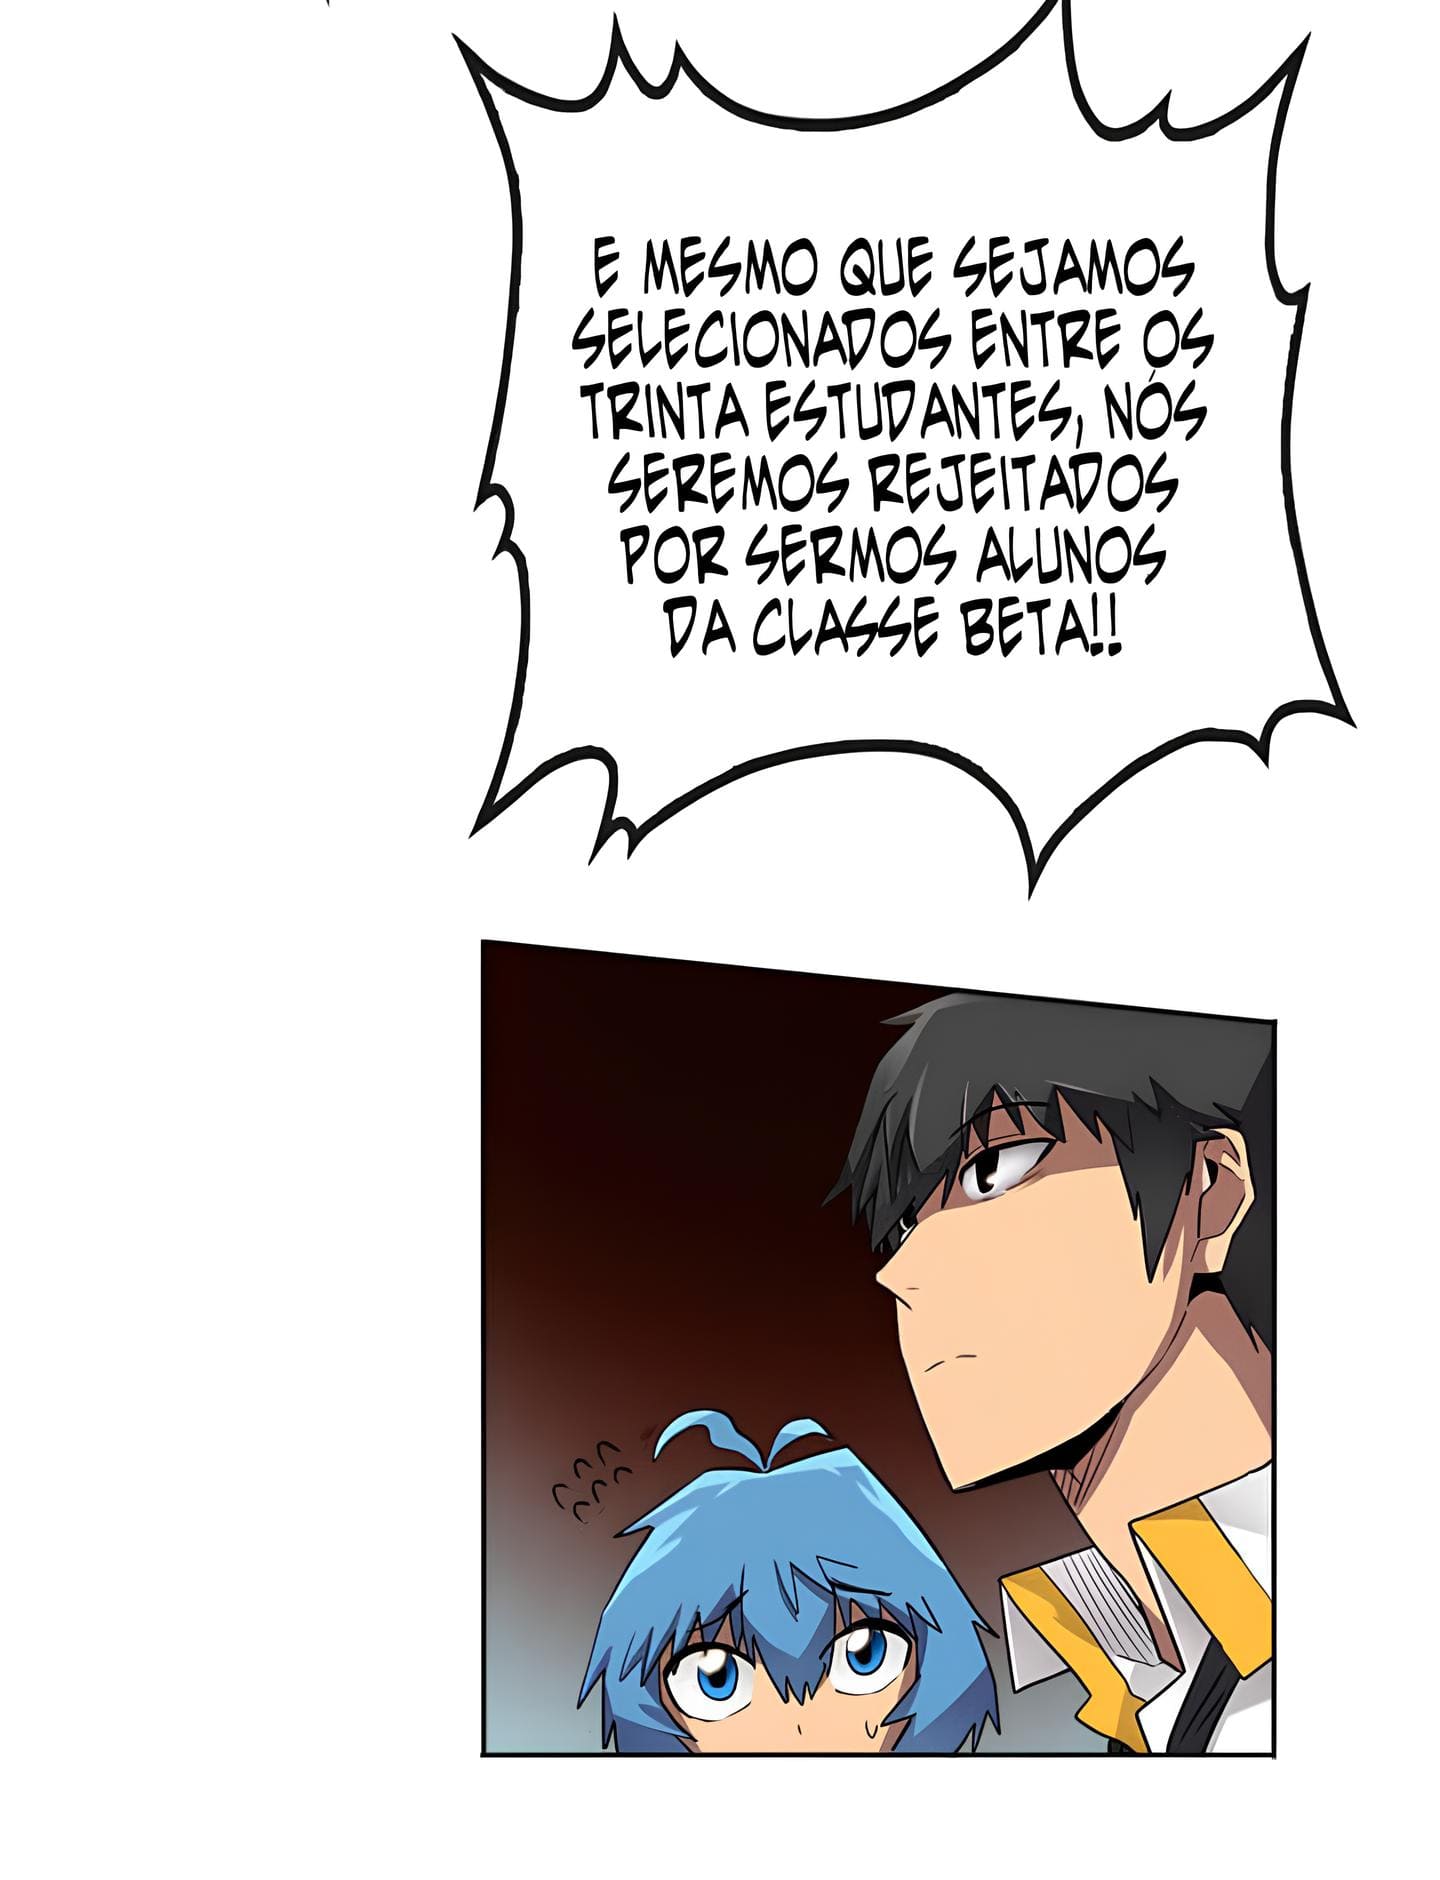 E MESMO QUE SEJAMOS
SELECIONADOS ENTRE OS
TRINTA ESTUDANTES, NÓS
SEREMOS REJEITADOS
POR SERMOS ALUNOS
DA CLASSE BETA!!